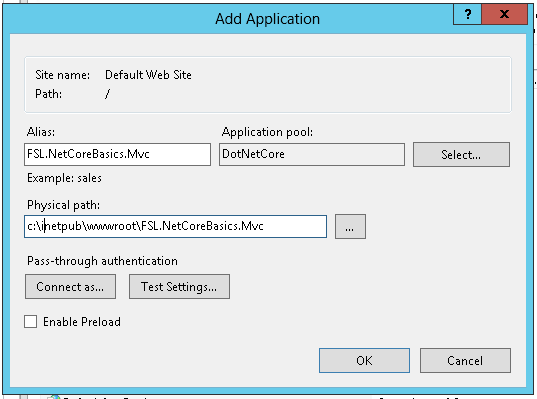 Add Application
?
x
Site name: Default Web Site
Path: /
Alias: Application pool:
FSL.NetCoreBasics.Mvc DotNetCore Select...
Example: sales
Physical path:
c:\inetpub\wwwroot\FSL.NetCoreBasics.Mvc ...
Pass-through authentication
Connect as... Test Settings...
Enable Preload
OK Cancel